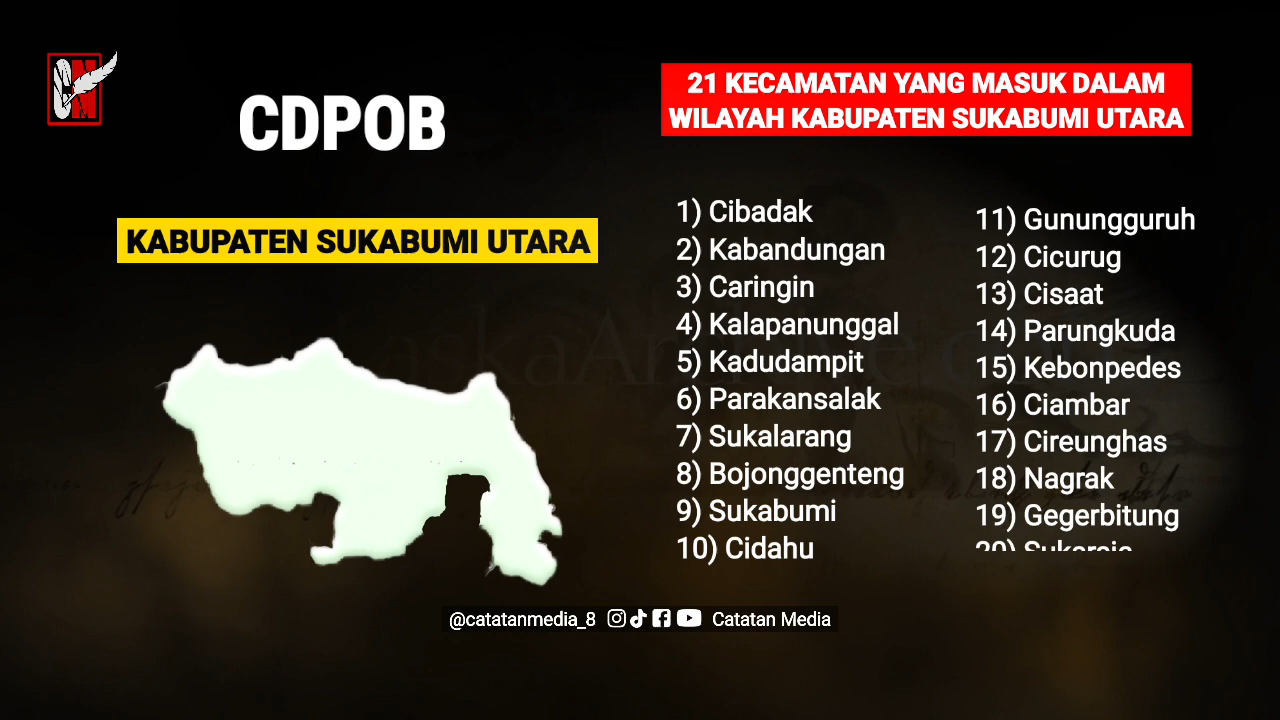 CDPOB
KABUPATEN SUKABUMI UTARA
21 KECAMATAN YANG MASUK DALAM
WILAYAH KABUPATEN SUKABUMI UTARA
1) Cibadak
2) Kabandungan
3) Caringin
4) Kalapanunggal
5) Kadudampit
6) Parakansalak
7) Sukalarang
8) Bojonggenteng
9) Sukabumi
10) Cidahu
11) Gunungguruh
12) Cicurug
13) Cisaat
14) Parungkuda
15) Kebonpedes
16) Ciambar
17) Cireunghas
18) Nagrak
19) Gegerbitung
20) Sukaraja
@catatanmedia_8 Catatan Media